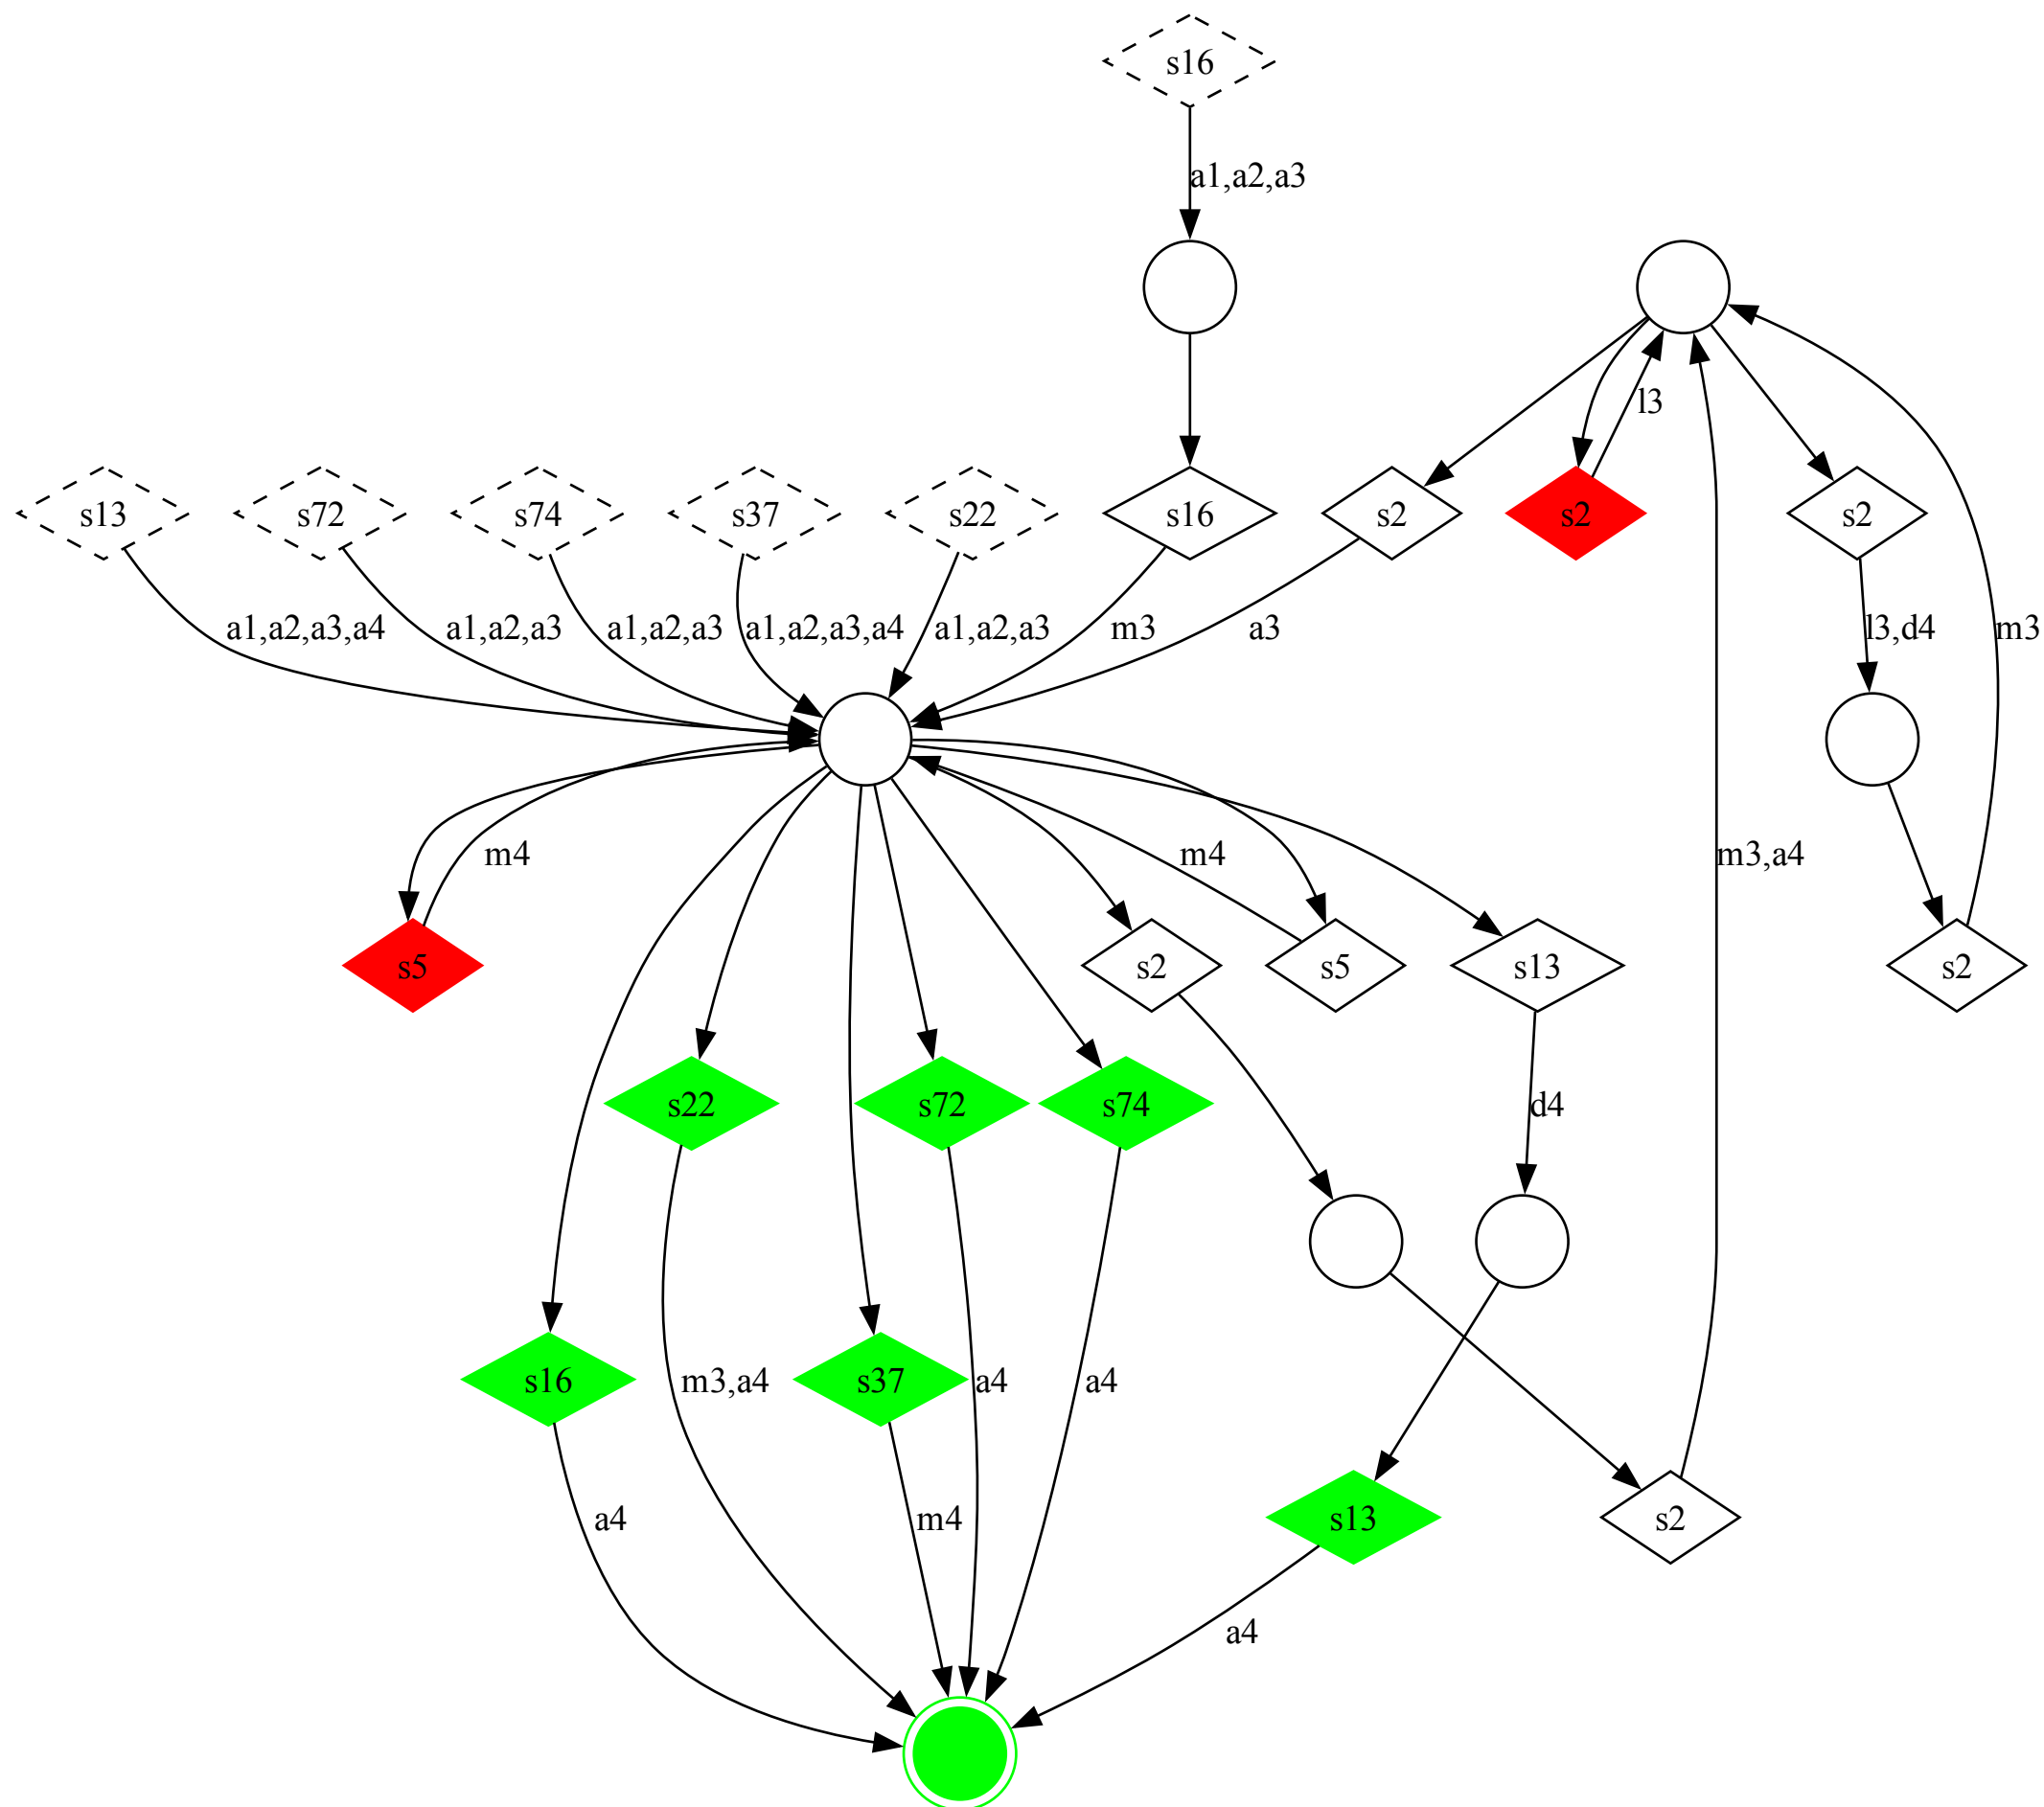 s16
a1,a2,a3
l3
s13
s72
s74
s37
s22
s16
s2
s2
s2
a1,a2,a3,a4
a1,a2,a3
a1,a2,a3
a1,a2,a3,a4
a1,a2,a3
m3
a3
l3,d4
m3
m4
m4
m3,a4
s5
s2
s5
s13
s2
s22
s72
s74
d4
s16
m3,a4
s37
a4
a4
a4
m4
s13
s2
a4